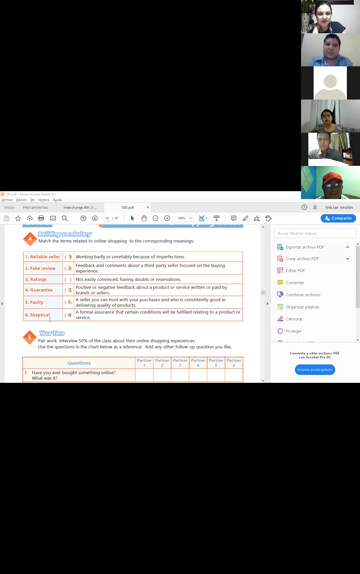 Inicio
Herramientas
Interchange 4th 3...
Iniciar sesión
Compartir
Building vocabulary
Match the terms related to online shopping to the corresponding meanings.
1. Reliable seller ( 5 Working badly or unreliably because of imperfections.
2. Fake review ( 3) Feedback and comments about a third-party seller focused on the buying
experience.
3. Ratings ( ) Not easily convinced; having doubts or reservations.
4. Guarantee ( 2 Positive or negative feedback about a product or service written or paid by
brands or sellers.
5. Faulty A seller you can trust with your purchases and who is consistently good in
delivering quality of products.
6. Skeptical ( 4) A formal assurance that certain conditions will be fulfilled relating to a product or
service.
Your Turn
Pair work. Interview 50% of the class about their online shopping experiences.
Use the questions in the chart below as a reference. Add any other follow-up question you like.
Questions Partner 1 Partner 2 Partner 3 Partner 4 Partner 5 Partner 6
1. Have you ever bought something online?
What was it?
Exportar archivo PDF
Crear archivo PDF
Editar PDF
Comentar
Combinar archivos
Organizar páginas
Censurar
Proteger